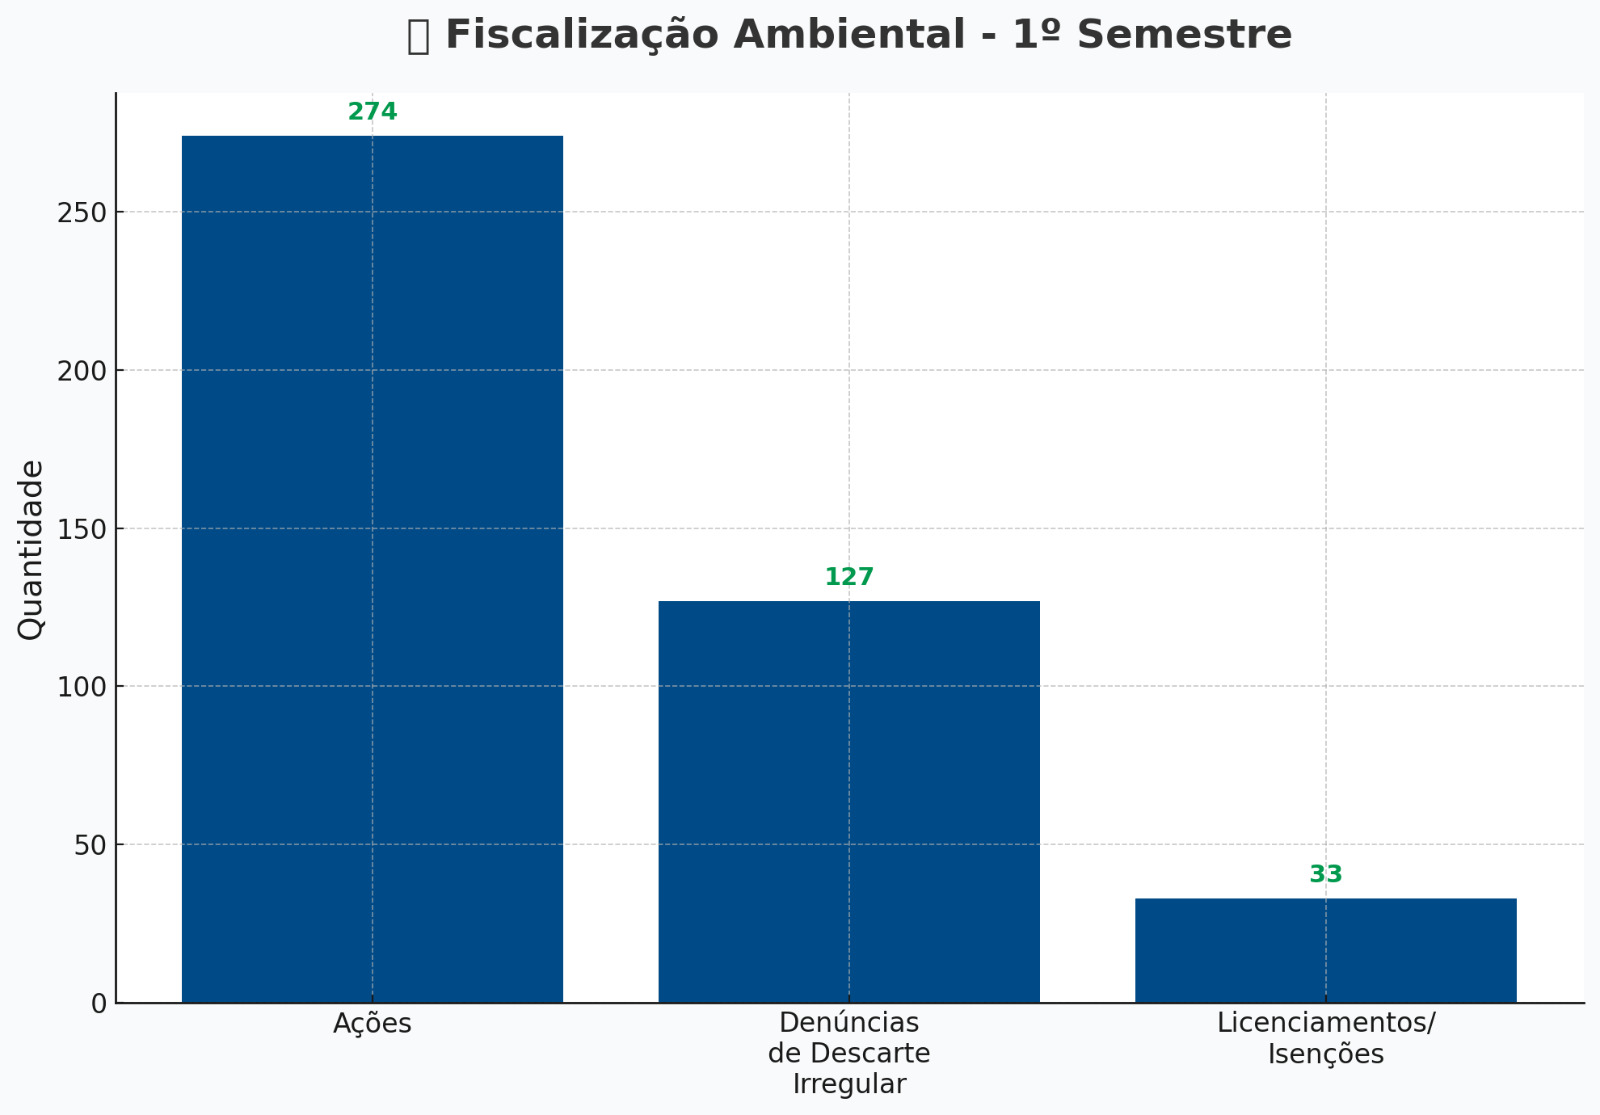 Fiscalização Ambiental - 1º Semestre
274
250
200
150
127
100
50
33
0
Quantidade
Ações
Denúncias
de Descarte
Irregular
Licenciamentos/
Isenções